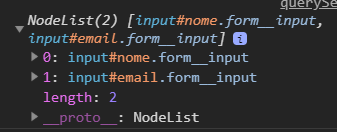 querySe
NodeList(2) [input#nome.form__input,
input#email.form__input] i
0: input#nome.form__input
1: input#email.form__input
length: 2
__proto__: NodeList